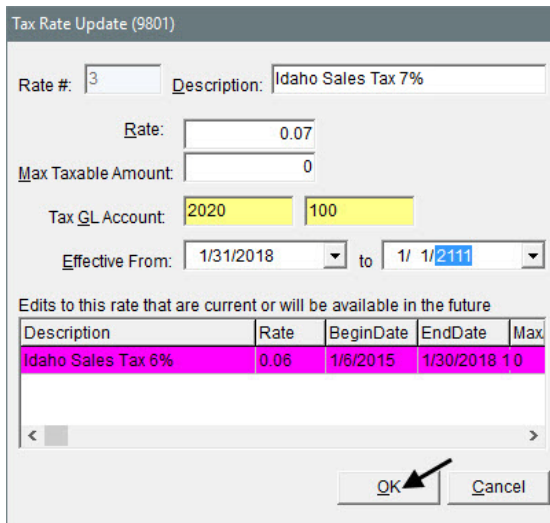 Tax Rate Update (9801)
Rate #: 3 Description: Idaho Sales Tax 7%
Rate: 0.07
Max Taxable Amount: 0
Tax GL Account: 2020 100
Effective From: 1/31/2018 to 1/ 1/2111
Edits to this rate that are current or will be available in the future
Description Rate BeginDate EndDate Max
Idaho Sales Tax 6% 0.06 1/6/2015 1/30/2018 1 0
OK Cancel